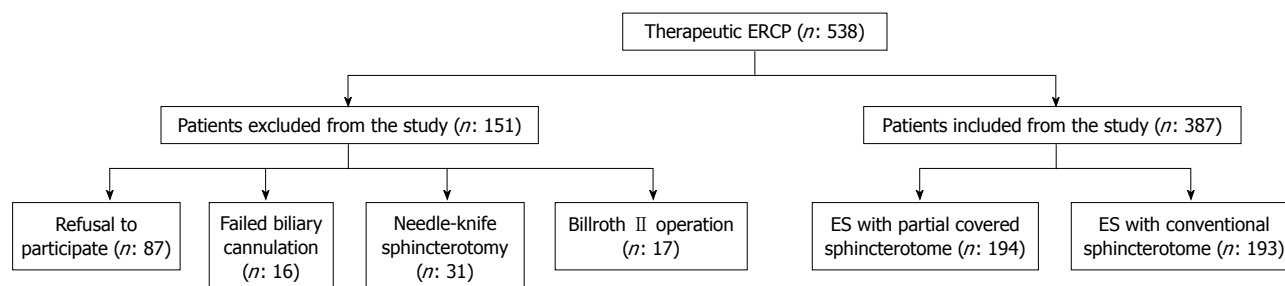 Therapeutic ERCP (n: 538)
Patients excluded from the study (n: 151)
Patients included from the study (n: 387)
Refusal to
participate (n: 87)
Failed biliary
cannulation
(n: 16)
Needle-knife
sphincterotomy
(n: 31)
Billroth Ⅱ operation
(n: 17)
ES with partial covered
sphincterotome (n: 194)
ES with conventional
sphincterotome (n: 193)